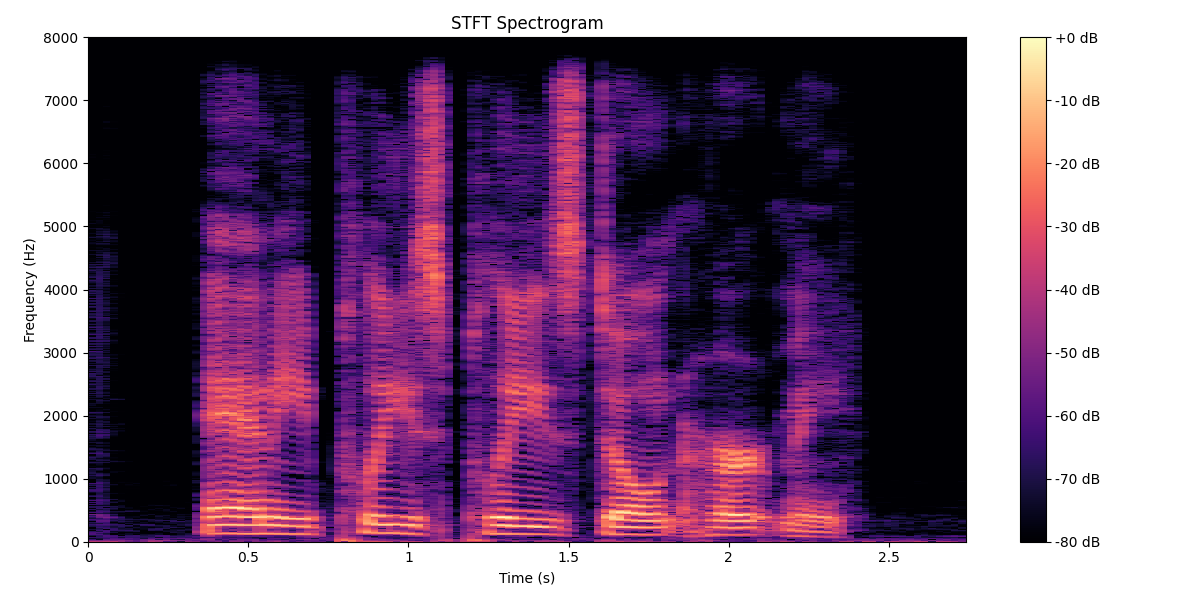 STFT Spectrogram
8000
7000
6000
5000
4000
3000
2000
1000
0
Frequency (Hz)
0
0.5
1
1.5
2
2.5
Time (s)
+0 dB
-10 dB
-20 dB
-30 dB
-40 dB
-50 dB
-60 dB
-70 dB
-80 dB